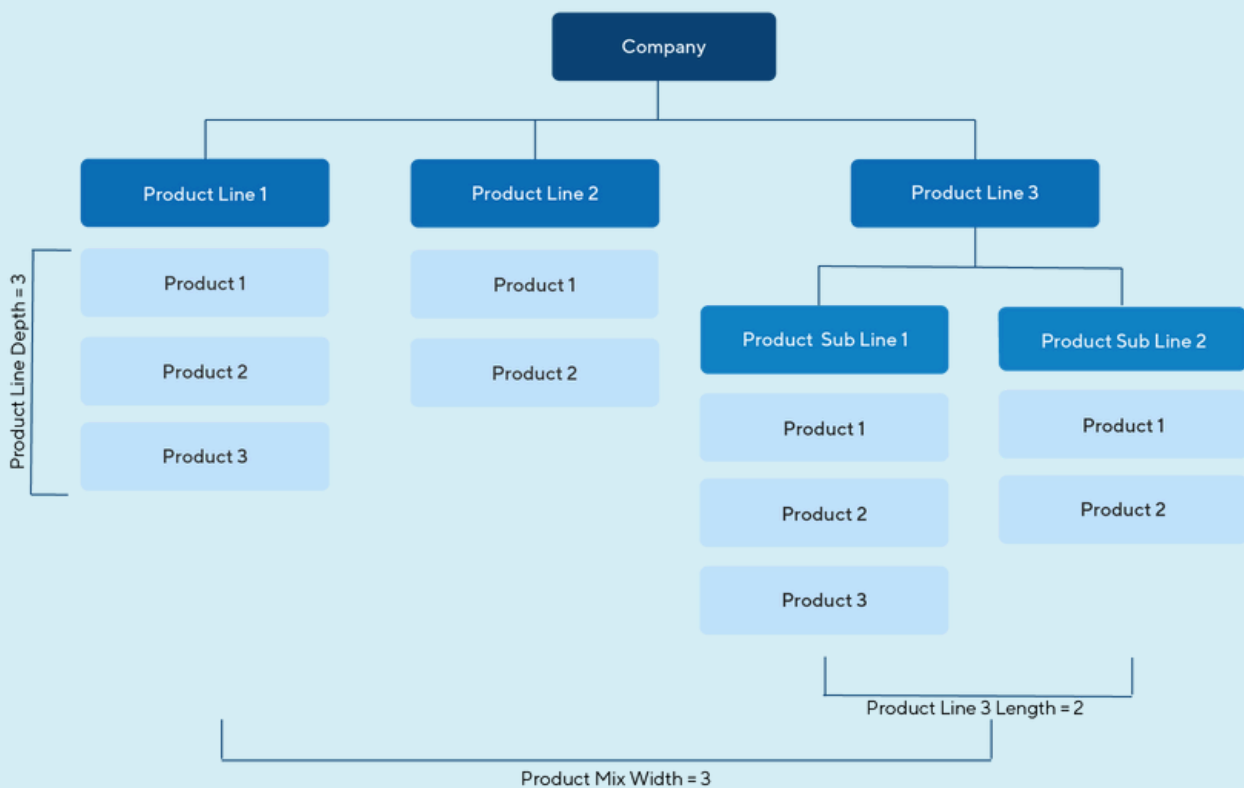 Company
Product Line 1
Product Line 2
Product Line 3
Product Line Depth = 3
Product 1
Product 2
Product 3
Product 1
Product 2
Product Sub Line 1
Product 1
Product 2
Product 3
Product Sub Line 2
Product 1
Product 2
Product Line 3 Length = 2
Product Mix Width = 3